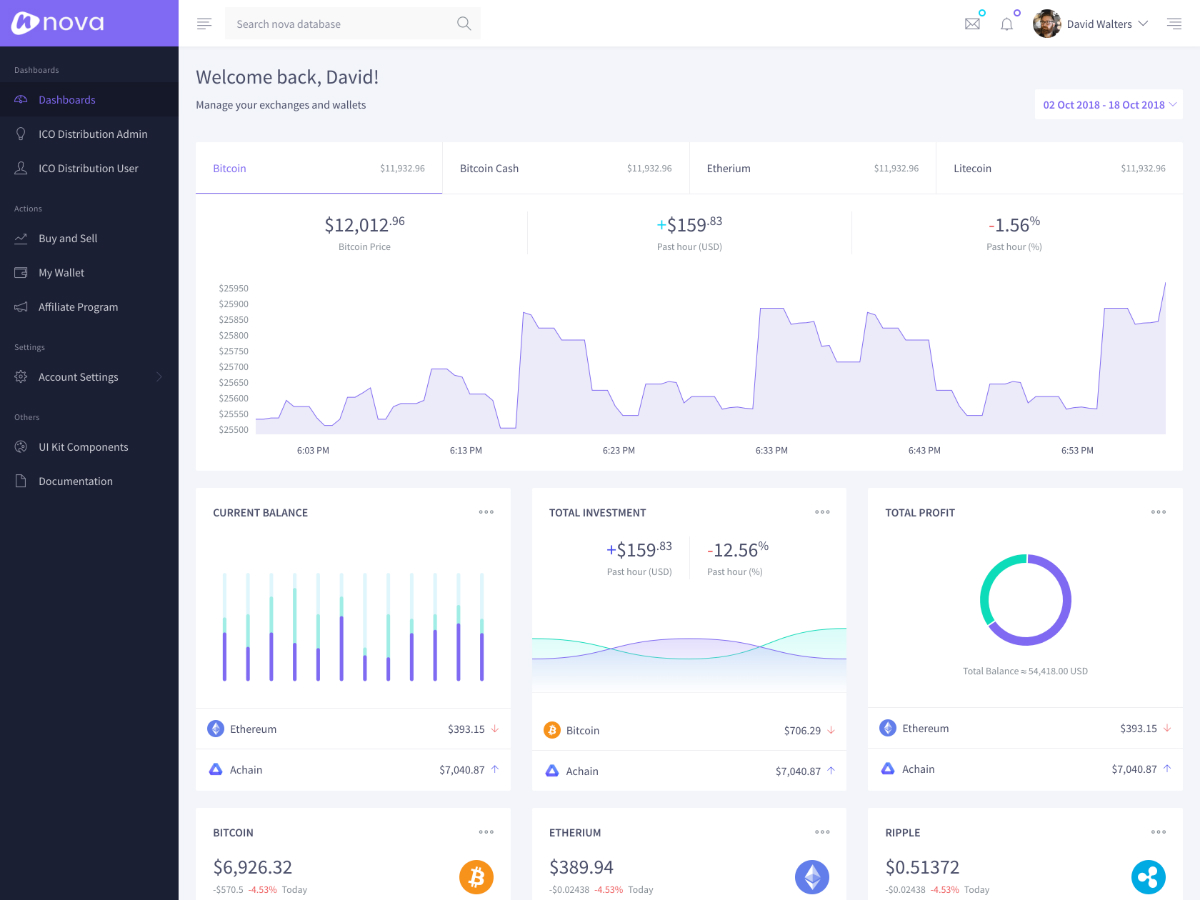 nova
Search nova database
David Walters
Dashboards
Dashboards
ICO Distribution Admin
ICO Distribution User
Actions
Buy and Sell
My Wallet
Affiliate Program
Settings
Account Settings
Others
UI Kit Components
Documentation
Welcome back, David!
Manage your exchanges and wallets
02 Oct 2018 - 18 Oct 2018
Bitcoin $11,932.96
Bitcoin Cash $11,932.96
Etherium $11,932.96
Litecoin $11,932.96
$12,012.96
Bitcoin Price
+$159.83
Past hour (USD)
-1.56%
Past hour (%)
$25950
$25900
$25850
$25800
$25750
$25700
$25650
$25600
$25550
$25500
6:03 PM 6:13 PM 6:23 PM 6:33 PM 6:43 PM 6:53 PM
CURRENT BALANCE
Ethereum $393.15
Achain $7,040.87
TOTAL INVESTMENT
+$159.83
Past hour (USD)
-12.56%
Past hour (%)
Bitcoin $706.29
Achain $7,040.87
TOTAL PROFIT
Total Balance ≈ 54,418.00 USD
Ethereum $393.15
Achain $7,040.87
BITCOIN
$6,926.32
-$570.5 -4.53% Today
ETHERIUM
$389.94
-$0.02438 -4.53% Today
RIPPLE
$0.51372
-$0.02438 -4.53% Today